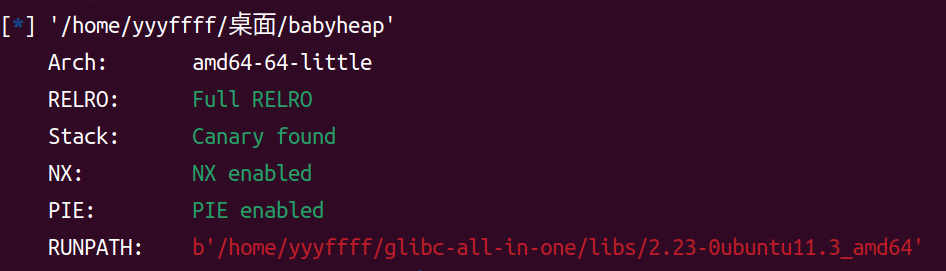 [*] '/home/yyyffff/桌面/babyheap'
    Arch:       amd64-64-little
    RELRO:      Full RELRO
    Stack:      Canary found
    NX:         NX enabled
    PIE:        PIE enabled
    RUNPATH:    b'/home/yyyffff/glibc-all-in-one/libs/2.23-0ubuntu11.3_amd64'